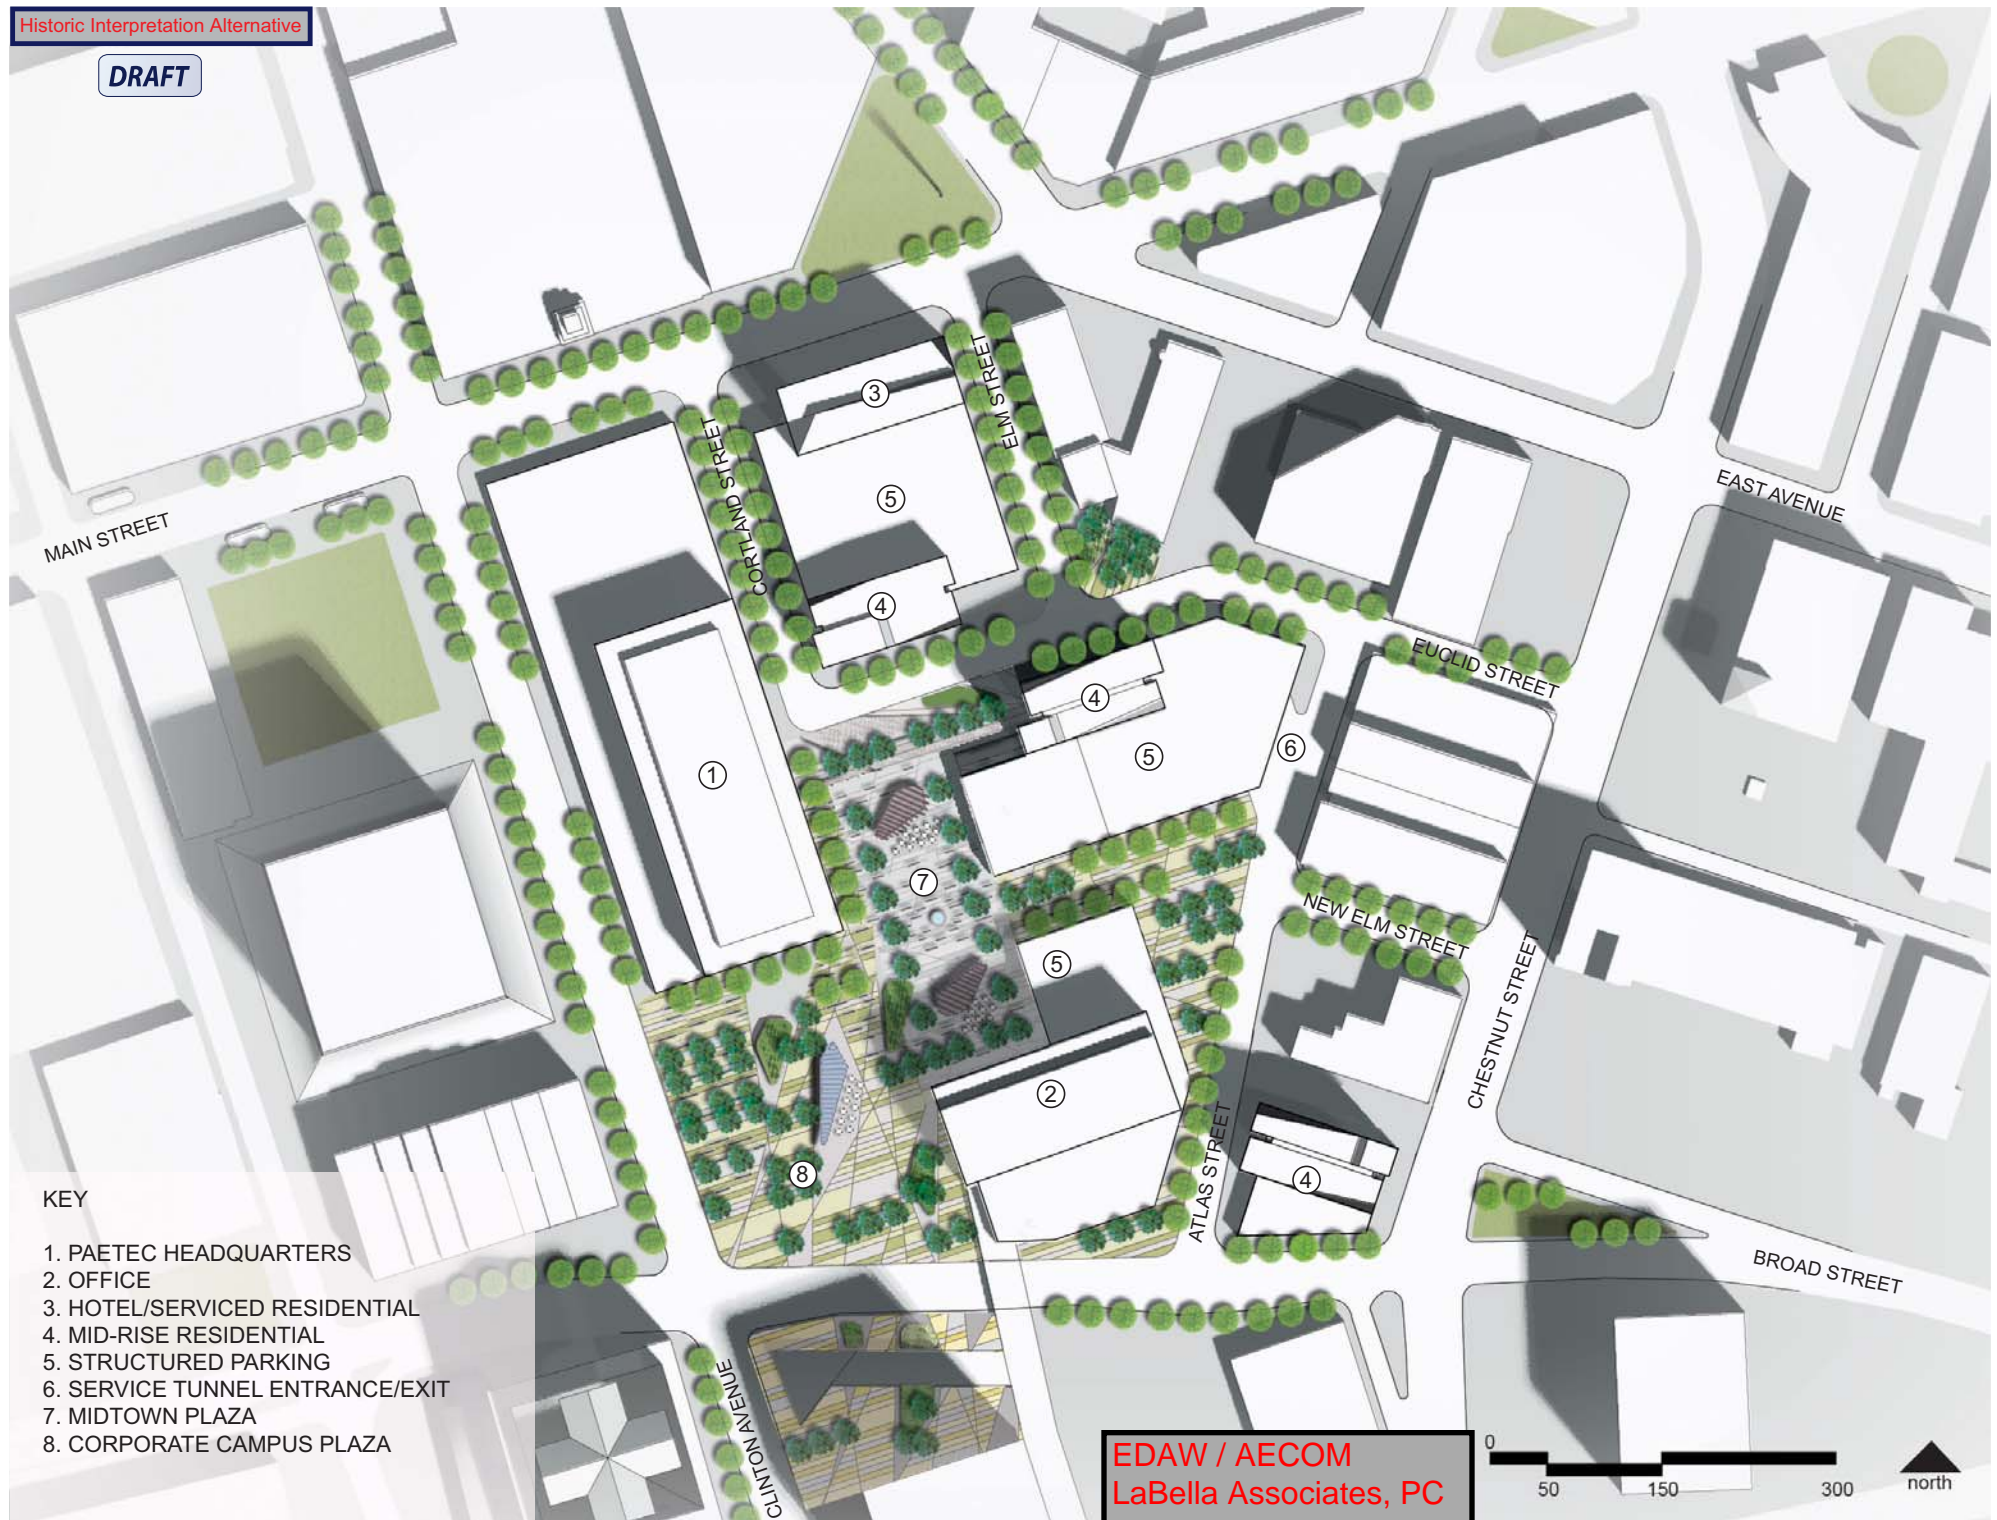 Historic Interpretation Alternative
DRAFT
3
ELM STREET
CORTLAND STREET
5
EAST AVENUE
MAIN STREET
4
EUCLID STREET
4
5
6
1
7
NEW ELM STREET
5
CHESTNUT STREET
2
ATLAS STREET
8
4
BROAD STREET
CLINTON AVENUE
KEY
1. PAETEC HEADQUARTERS
2. OFFICE
3. HOTEL/SERVICED RESIDENTIAL
4. MID-RISE RESIDENTIAL
5. STRUCTURED PARKING
6. SERVICE TUNNEL ENTRANCE/EXIT
7. MIDTOWN PLAZA
8. CORPORATE CAMPUS PLAZA
EDAW / AECOM
LaBella Associates, PC
0
50 150 300
north